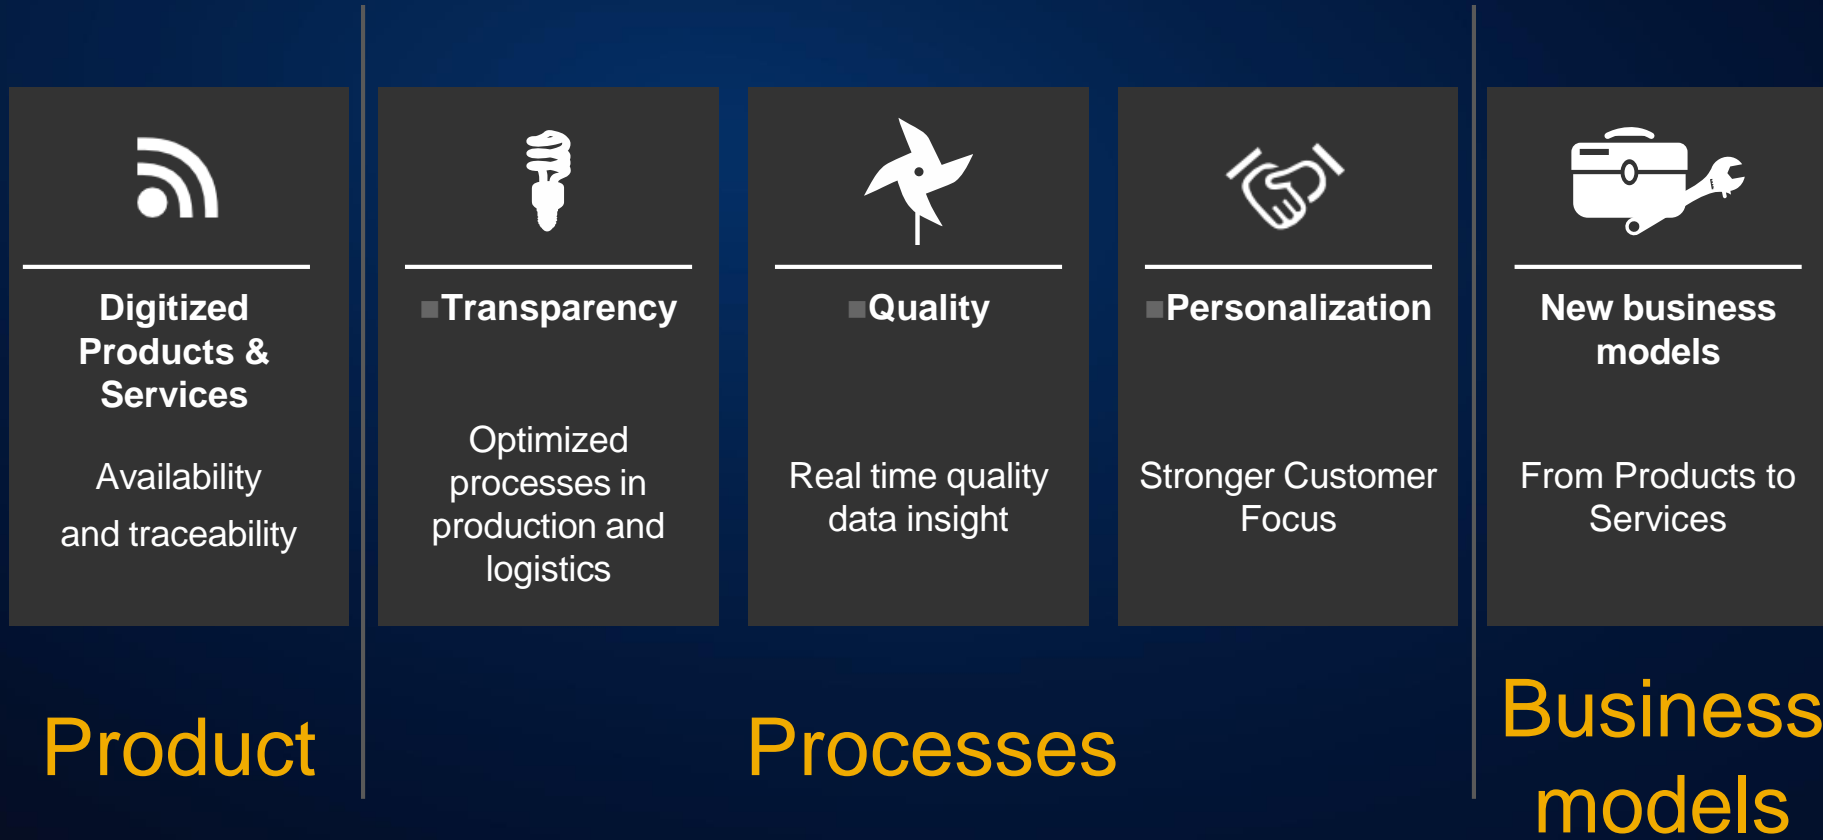 Digitized
Products &
Services
Availability
and traceability
■Transparency
Optimized
processes in
production and
logistics
■Quality
Real time quality
data insight
■Personalization
Stronger Customer
Focus
New business
models
From Products to
Services
Product
Processes
Business
models